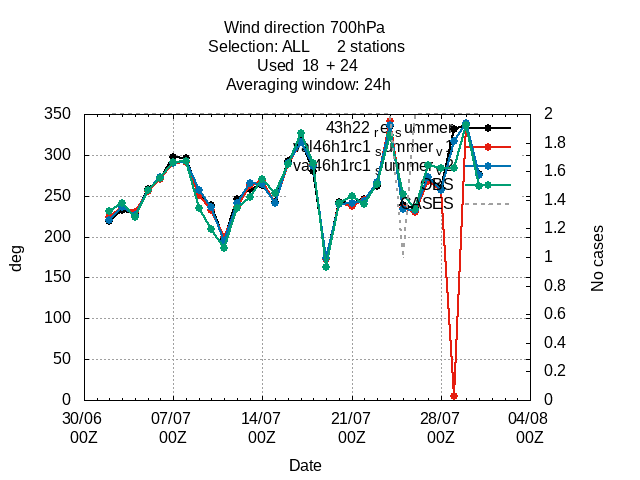 Wind direction 700hPa
Selection: ALL 2 stations
Used 18 + 24
Averaging window: 24h
350
300
250
200
150
100
50
0
2
1.8
1.6
1.4
1.2
1
0.8
0.6
0.4
0.2
0
deg
No cases
43h22_re_summer
46h1rc1_summer_v1
46h1rc1_summer_2
OBS
CASES
30/06 07/07 14/07 21/07 28/07 04/08
00Z 00Z 00Z 00Z 00Z 00Z
Date